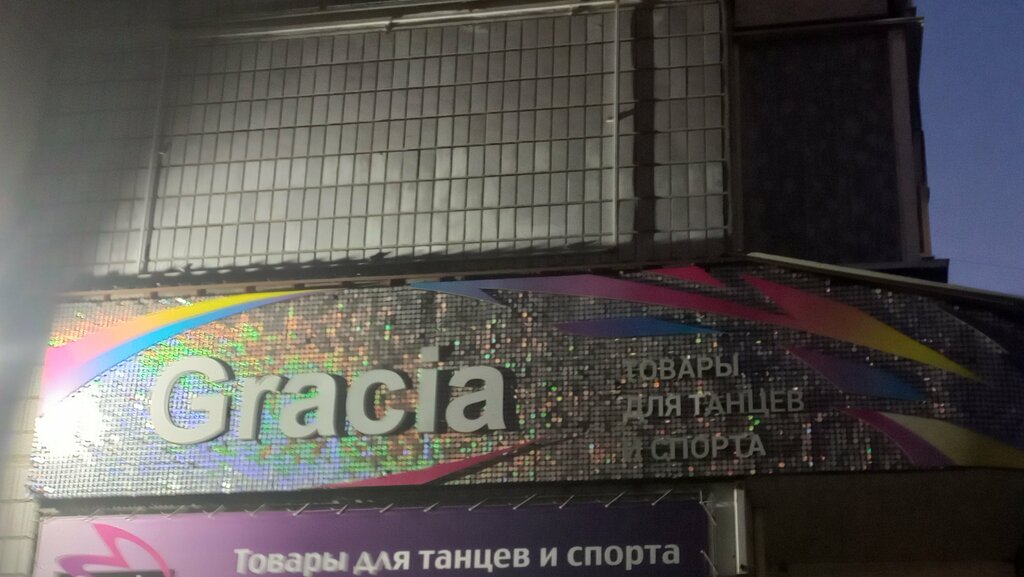 Gracia
ТОВАРЫ
ДЛЯ ТАНЦЕВ
И СПОРТА
Товары для танцев и спорта